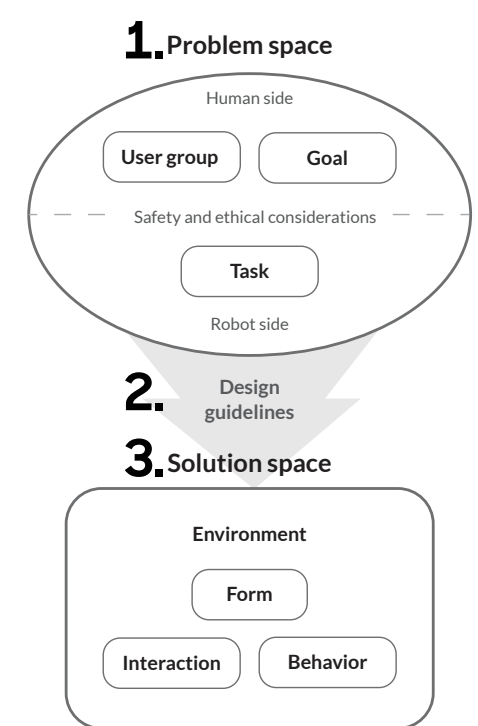 1. Problem space
Human side
User group
Goal
Safety and ethical considerations
Task
Robot side
2. Design
guidelines
3. Solution space
Environment
Form
Interaction
Behavior